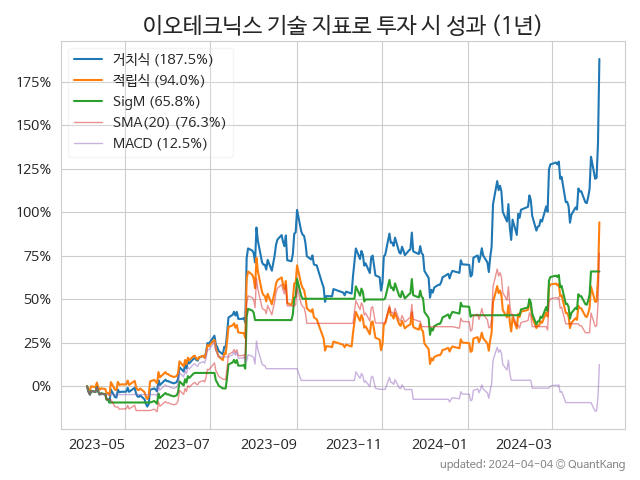 이오테크닉스 기술 지표로 투자 시 성과 (1년)
거치식 (187.5%)
적립식 (94.0%)
SigM (65.8%)
SMA(20) (76.3%)
MACD (12.5%)
175%
150%
125%
100%
75%
50%
25%
0%
2023-05 2023-07 2023-09 2023-11 2024-01 2024-03
updated: 2024-04-04 © QuantKang